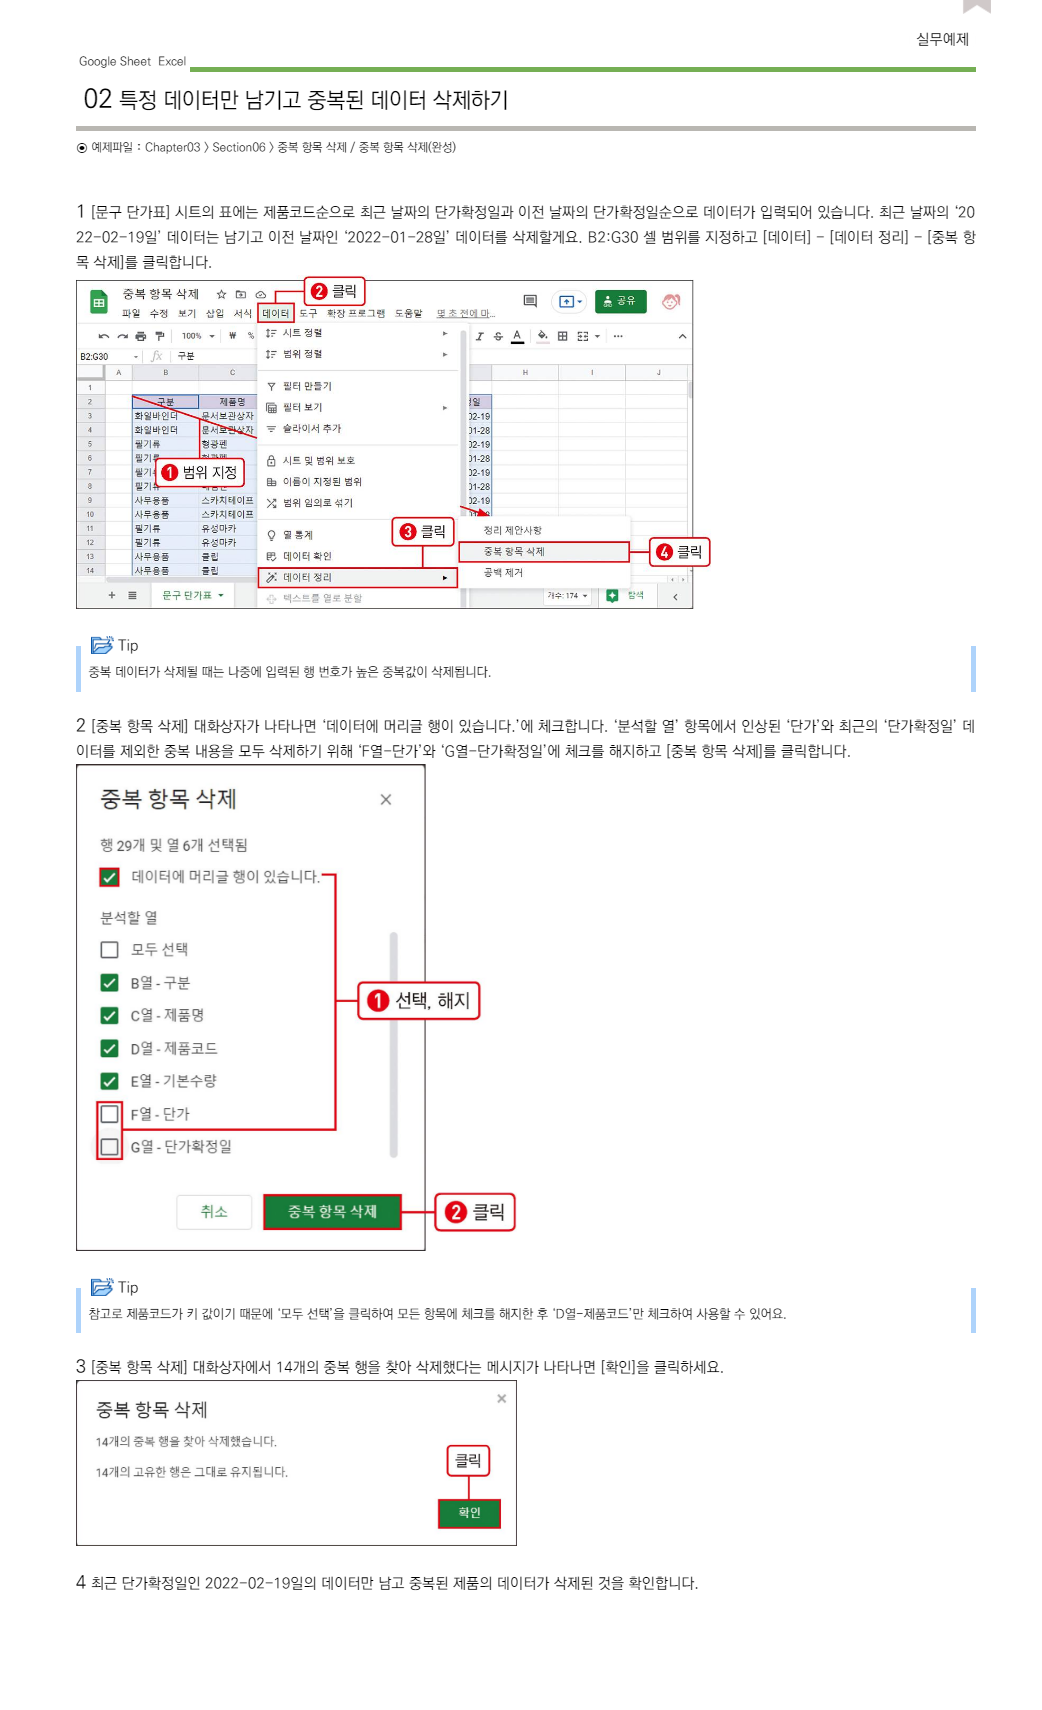 실무예제
Google Sheet Excel
02 특정 데이터만 남기고 중복된 데이터 삭제하기
예제파일 : Chapter03 > Section06 > 중복 항목 삭제 / 중복 항목 삭제(완성)
1 [문구 단가표] 시트의 표에는 제품코드순으로 최근 날짜의 단가확정일과 이전 날짜의 단가확정일순으로 데이터가 입력되어 있습니다. 최근 날짜의 ‘20
22-02-19일’ 데이터는 남기고 이전 날짜인 ‘2022-01-28일’ 데이터를 삭제할게요. B2:G30 셀 범위를 지정하고 [데이터] - [데이터 정리] - [중복 항
목 삭제]를 클릭합니다.
중복 항목 삭제
2 클릭
공유
파일 수정 보기 삽입 서식 데이터 도구 확장 프로그램 도움말 몇 초 전에 마...
100% ₩ %
B2:G30 fx 구분
A B C H I J
1
2 구분 제품명
3 화일바인더 문서보관상자 02-19
4 화일바인더 문서보관상자 01-28
5 필기류 형광펜 02-19
6 필기류 형광펜 01-28
7 02-19
8 01-28
9 사무용품 스카치테이프 02-19
10 사무용품 스카치테이프
11 필기류 유성마카
12 필기류 유성마카
13 사무용품 클립
14 사무용품 클립
1 범위 지정
시트 정렬
범위 정렬
필터 만들기
필터 보기
슬라이서 추가
시트 및 범위 보호
이름이 지정된 범위
범위 임의로 섞기
열 통계
데이터 확인
데이터 정리
텍스트를 열로 분할
3 클릭
정리 제안사항
중복 항목 삭제
공백 제거
4 클릭
문구 단가표
개수: 174
탐색
Tip
중복 데이터가 삭제될 때는 나중에 입력된 행 번호가 높은 중복값이 삭제됩니다.
2 [중복 항목 삭제] 대화상자가 나타나면 ‘데이터에 머리글 행이 있습니다.’에 체크합니다. ‘분석할 열’ 항목에서 인상된 ‘단가’와 최근의 ‘단가확정일’ 데
이터를 제외한 중복 내용을 모두 삭제하기 위해 ‘F열-단가’와 ‘G열-단가확정일’에 체크를 해지하고 [중복 항목 삭제]를 클릭합니다.
중복 항목 삭제
행 29개 및 열 6개 선택됨
데이터에 머리글 행이 있습니다.
분석할 열
모두 선택
B열 - 구분
1 선택, 해지
C열 - 제품명
D열 - 제품코드
E열 - 기본수량
F열 - 단가
G열 - 단가확정일
취소 중복 항목 삭제
2 클릭
Tip
참고로 제품코드가 키 값이기 때문에 ‘모두 선택’을 클릭하여 모든 항목에 체크를 해지한 후 ‘D열-제품코드’만 체크하여 사용할 수 있어요.
3 [중복 항목 삭제] 대화상자에서 14개의 중복 행을 찾아 삭제했다는 메시지가 나타나면 [확인]을 클릭하세요.
중복 항목 삭제
14개의 중복 행을 찾아 삭제했습니다.
클릭
14개의 고유한 행은 그대로 유지됩니다.
확인
4 최근 단가확정일인 2022-02-19일의 데이터만 남고 중복된 제품의 데이터가 삭제된 것을 확인합니다.